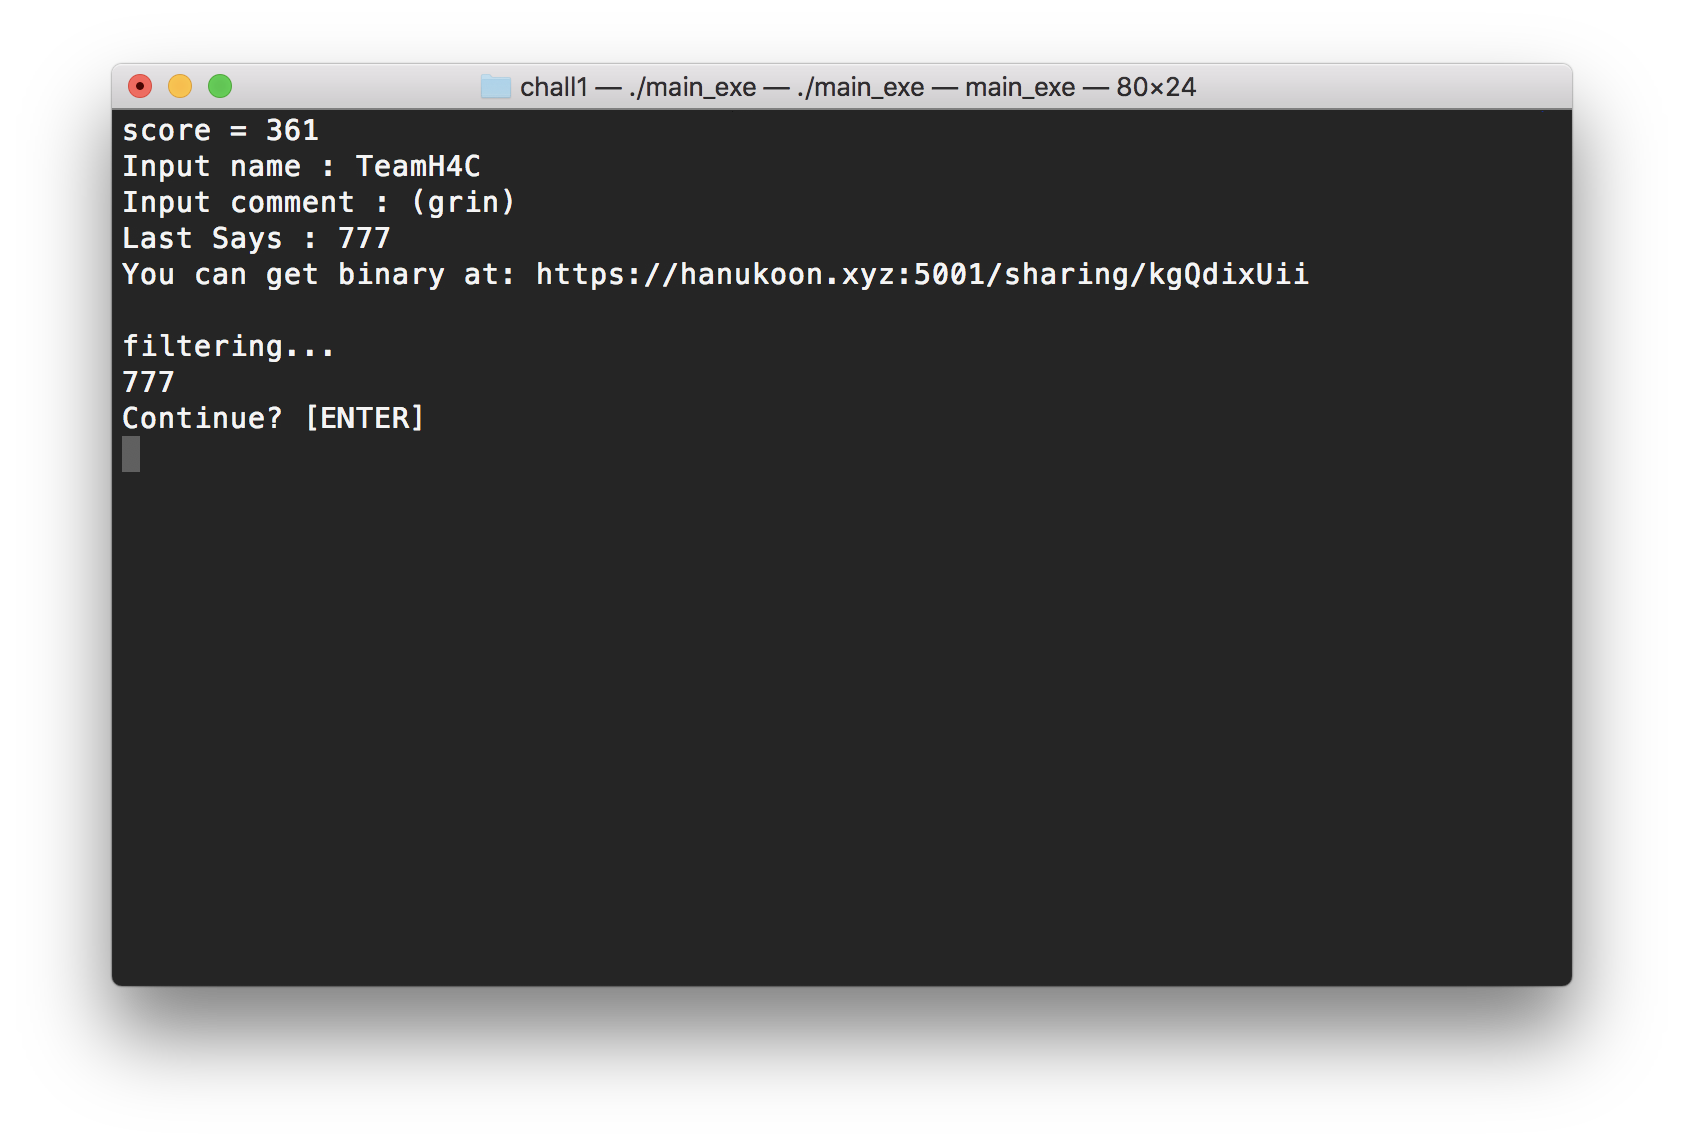 chall1 — ./main_exe — ./main_exe — main_exe — 80×24
score = 361
Input name : TeamH4C
Input comment : (grin)
Last Says : 777
You can get binary at: https://hanukoon.xyz:5001/sharing/kgQdixUii
filtering...
777
Continue? [ENTER]